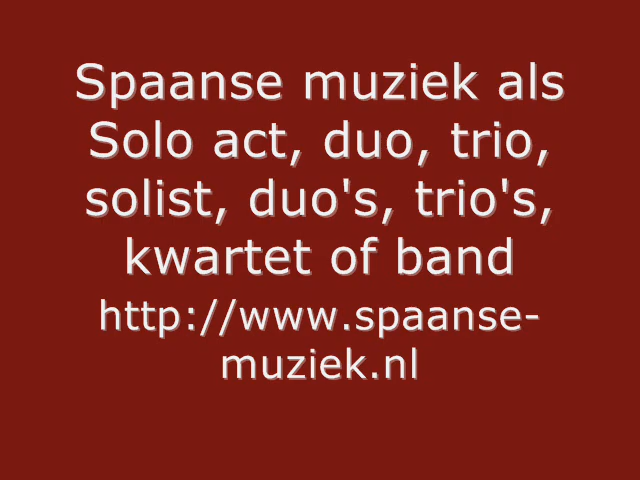 Spaanse muziek als
Solo act, duo, trio,
solist, duo's, trio's,
kwartet of band
http://www.spaanse-
muziek.nl